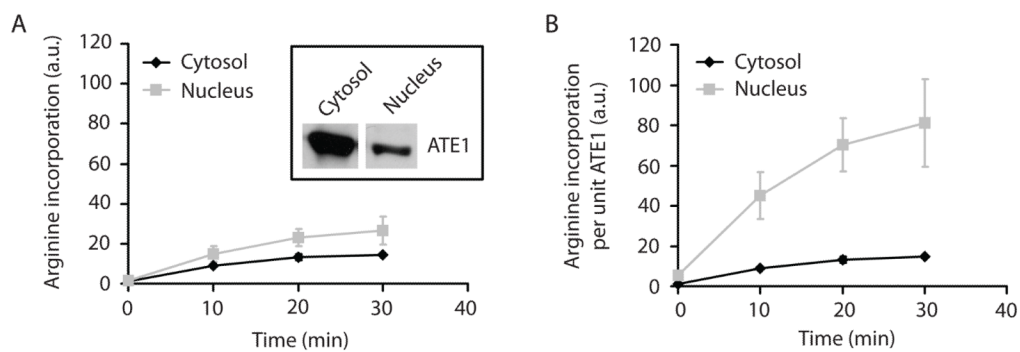 A
Arginine incorporation (a.u.)
120
100
80
60
40
20
0
0 10 20 30 40
Time (min)
Cytosol
Nucleus
Cytosol Nucleus
ATE1
B
Arginine incorporation
per unit ATE1 (a.u.)
120
100
80
60
40
20
0
0 10 20 30 40
Time (min)
Cytosol
Nucleus